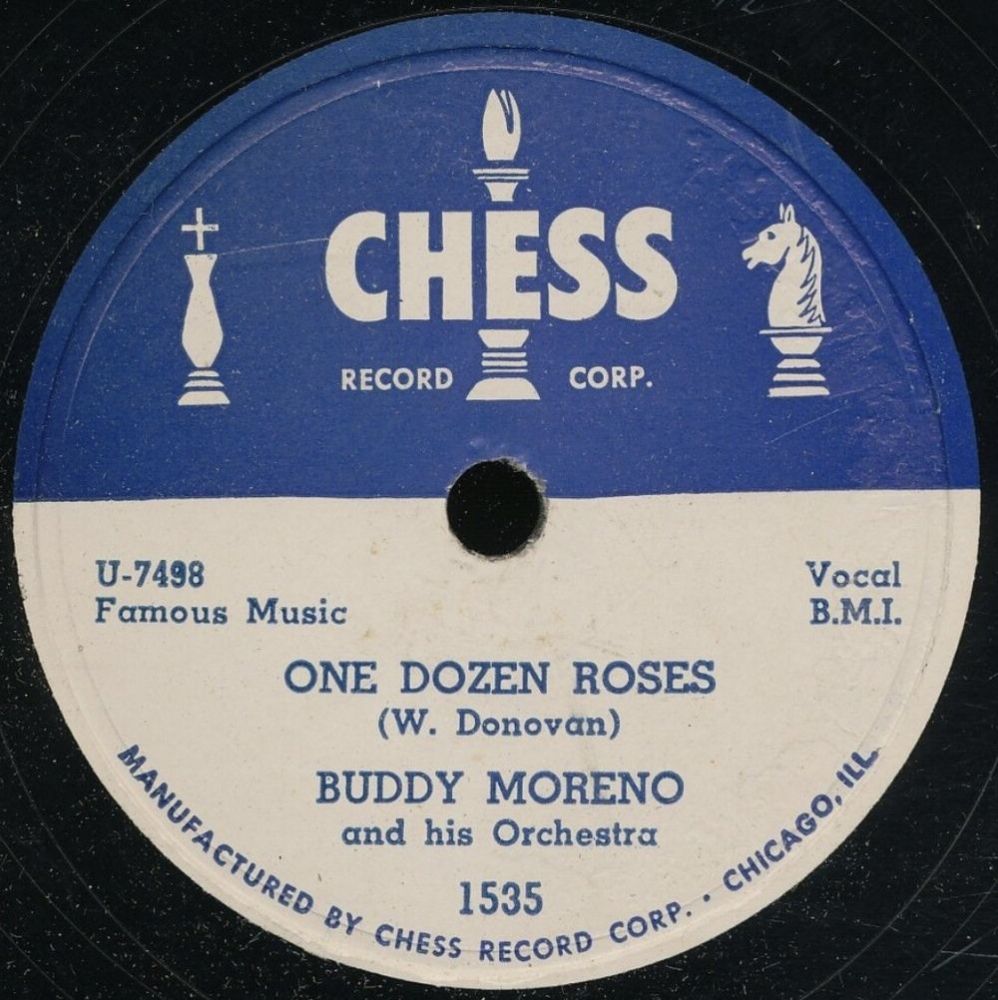 CHESS
RECORD CORP.
U-7498
Famous Music
Vocal
B.M.I.
ONE DOZEN ROSES
(W. Donovan)
BUDDY MORENO
and his Orchestra
1535
MANUFACTURED BY CHESS RECORD CORP. • CHICAGO, ILL.